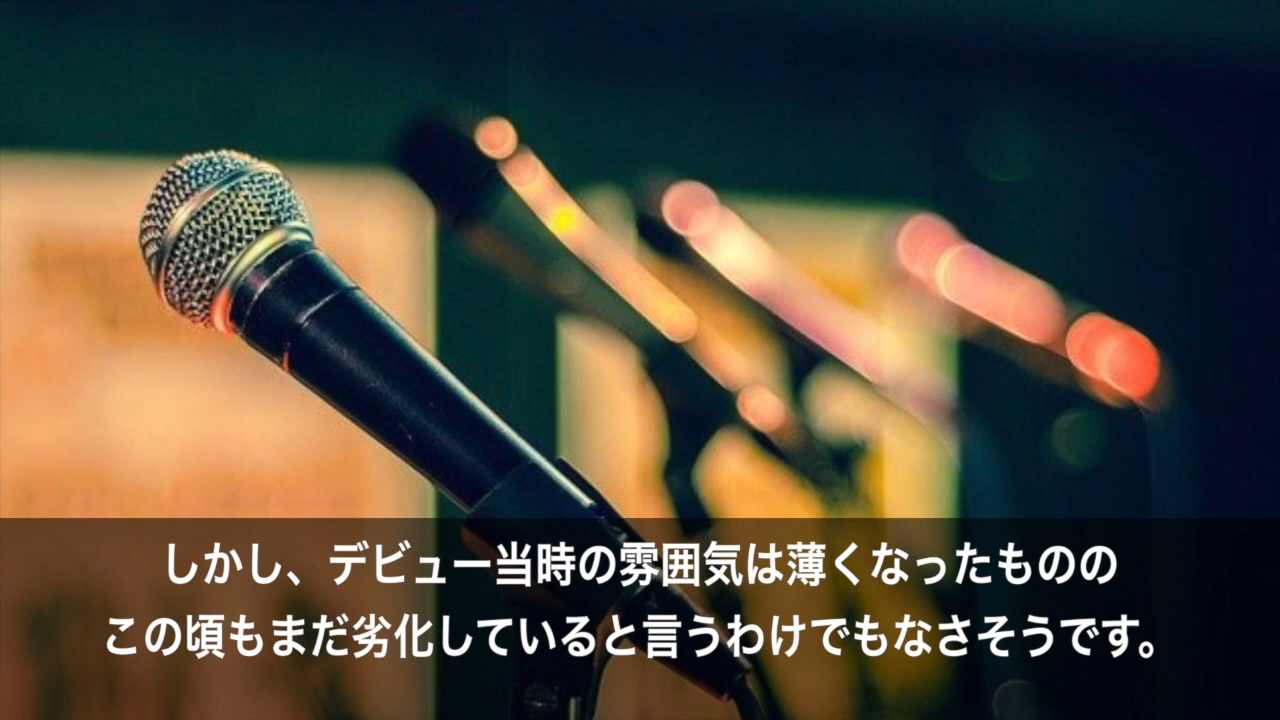 しかし、デビュー当時の雰囲気は薄くなったものの
この頃もまだ劣化していると言うわけでもなさそうです。